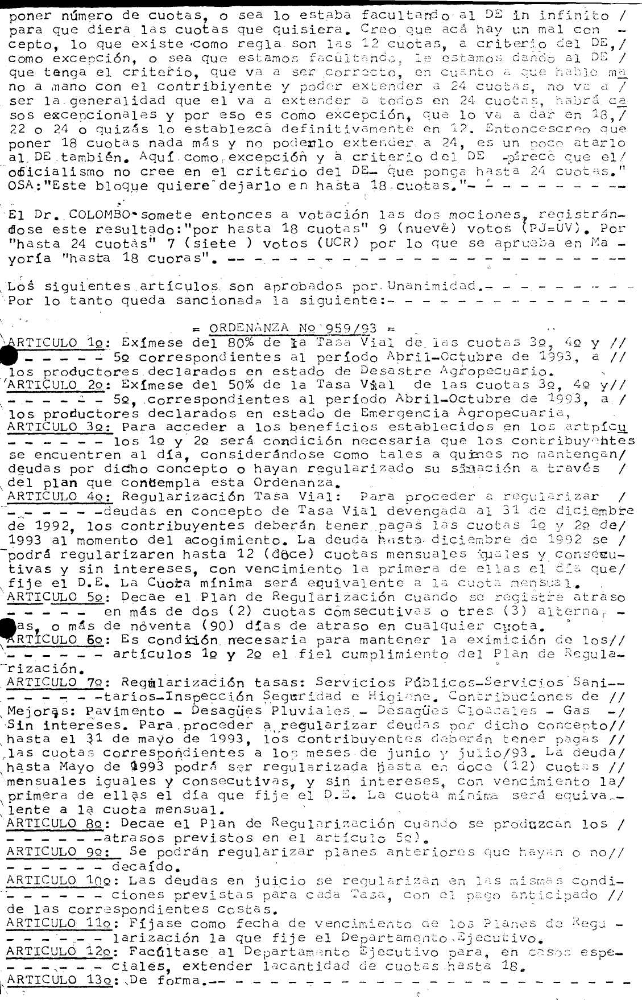 poner número de cuotas, o sea lo estaba facultando al DE in infinito /
para que diera las cuotas que quisiera. Creo que acá hay un mal con -
cepto, lo que existe como regla son las 12 cuotas, a criterio del DE,/
como excepción, o sea que estamos facultando, le estamos dando al DE /
que tenga el criterio, que va a ser correcto, en cuanto a que hable ma
no a mano con el contribiyente y poder extender a 24 cuotas, no va a /
ser la generalidad que el va a extender a todos en 24 cuotas, habrá ca
sos excepcionales y por eso es como excepción, que lo va a dar en 18,/
22 o 24 o quizás lo establezca definitivamente en 12. Entoncescreo que
poner 18 cuotas nada más y no poderlo extender a 24, es un poco atarlo
al DE también. Aquí como excepción y a criterio del DE -parece que el/
oficialismo no cree en el criterio del DE- que ponga hasta 24 cuotas."
OSA:"Este bloque quiere dejarlo en hasta 18 cuotas."- - - - - - - - --
El Dr. COLOMBO somete entonces a votación las dos mociones, registrán-
dose este resultado:"por hasta 18 cuotas" 9 (nueve) votos (PJ=UV). Por
"hasta 24 cuotas" 7 (siete ) votos (UCR) por lo que se aprueba en Ma -
yoría "hasta 18 cuoras". -- - - - - - - - - - - - - - - - - - - - - --
Los siguientes artículos son aprobados por Unanimidad.- - - - - - - -
Por lo tanto queda sancionada la siguiente:- - - - - - - - - - - - - -
= ORDENANZA Nº 959/93 =
ARTICULO 1º: Exímese del 80% de la Tasa Vial de las cuotas 3º, 4º y //
- - - - - 5º correspondientes al período Abril-Octubre de 1993, a //
los productores declarados en estado de Desastre Agropecuario.
ARTICULO 2º: Exímese del 50% de la Tasa Vial de las cuotas 3º, 4º y//
- - - - - - 5º, correspondientes al período Abril-Octubre de 1993, a /
los productores declarados en estado de Emergencia Agropecuaria,
ARTICULO 3º: Para acceder a los beneficios establecidos en los artpícu
- - - - - - los 1º y 2º será condición necesaria que los contribuyentes
se encuentren al día, considerándose como tales a quines no mantengan/
deudas por dicho concepto o hayan regularizado su situación a través /
del plan que contempla esta Ordenanza.
ARTICULO 4º: Regularización Tasa Vial: Para proceder a regularizar /
- - - - - -deudas en concepto de Tasa Vial devengada al 31 de diciembre
de 1992, los contribuyentes deberán tener pagas las cuotas 1º y 2º de/
1993 al momento del acogimiento. La deuda hasta diciembre de 1992 se /
podrá regularizaren hasta 12 (doce) cuotas mensuales iguales y consecu-
tivas y sin intereses, con vencimiento la primera de ellas el día que/
fije el D.E. La Cuota mínima será equivalente a la cuota mensual.
ARTICULO 5º: Decae el Plan de Regularización cuando se registre atraso
- - - - - en más de dos (2) cuotas comsecutivas o tres (3) alterna -
as, o más de noventa (90) días de atraso en cualquier cuota.
ARTICULO 6º: Es condición necesaria para mantener la eximición de los//
- - - - - - artículos 1º y 2º el fiel cumplimiento del Plan de Regula-
rización.
ARTICULO 7º: Regularización tasas: Servicios Públicos-Servicios Sani--
- - - - - -tarios-Inspección Seguridad e Higiene. Contribuciones de //
Mejoras: Pavimento - Desagües Pluviales - Desagües Cloacales - Gas -/
Sin intereses. Para proceder a regularizar deudas por dicho concepto//
hasta el 31 de mayo de 1993, los contribuyentes deberán tener pagas //
las cuotas correspondientes a los meses de junio y julio/93. La deuda/
hasta Mayo de 1993 podrá ser regularizada hasta en doce (12) cuotas //
mensuales iguales y consecutivas, y sin intereses, con vencimiento la/
primera de ellas el día que fije el D.E. La cuota mínima será equiva--
lente a la cuota mensual.
ARTICULO 8º: Decae el Plan de Regularización cuando se produzcan los /
- - - - - -atrasos previstos en el artículo 5º).
ARTICULO 9º: Se podrán regularizar planes anteriores que hayan o no//
- - - - - - decaído.
ARTICULO 10º: Las deudas en juicio se regularizan en las mismas condi-
- - - - - - ciones previstas para cada Tasa, con el pago anticipado //
de las correspondientes costas.
ARTICULO 11º: Fíjase como fecha de vencimiento de los Planes de Regu -
- - - - - - larización la que fije el Departamento Ejecutivo.
ARTICULO 12º: Facúltase al Departamento Ejecutivo para, en casos espe-
- - - - - - ciales, extender lacantidad de cuotas hasta 18.
ARTICULO 13º: De forma.-- - - - - - - - - - - - - - - - - - - - - - -